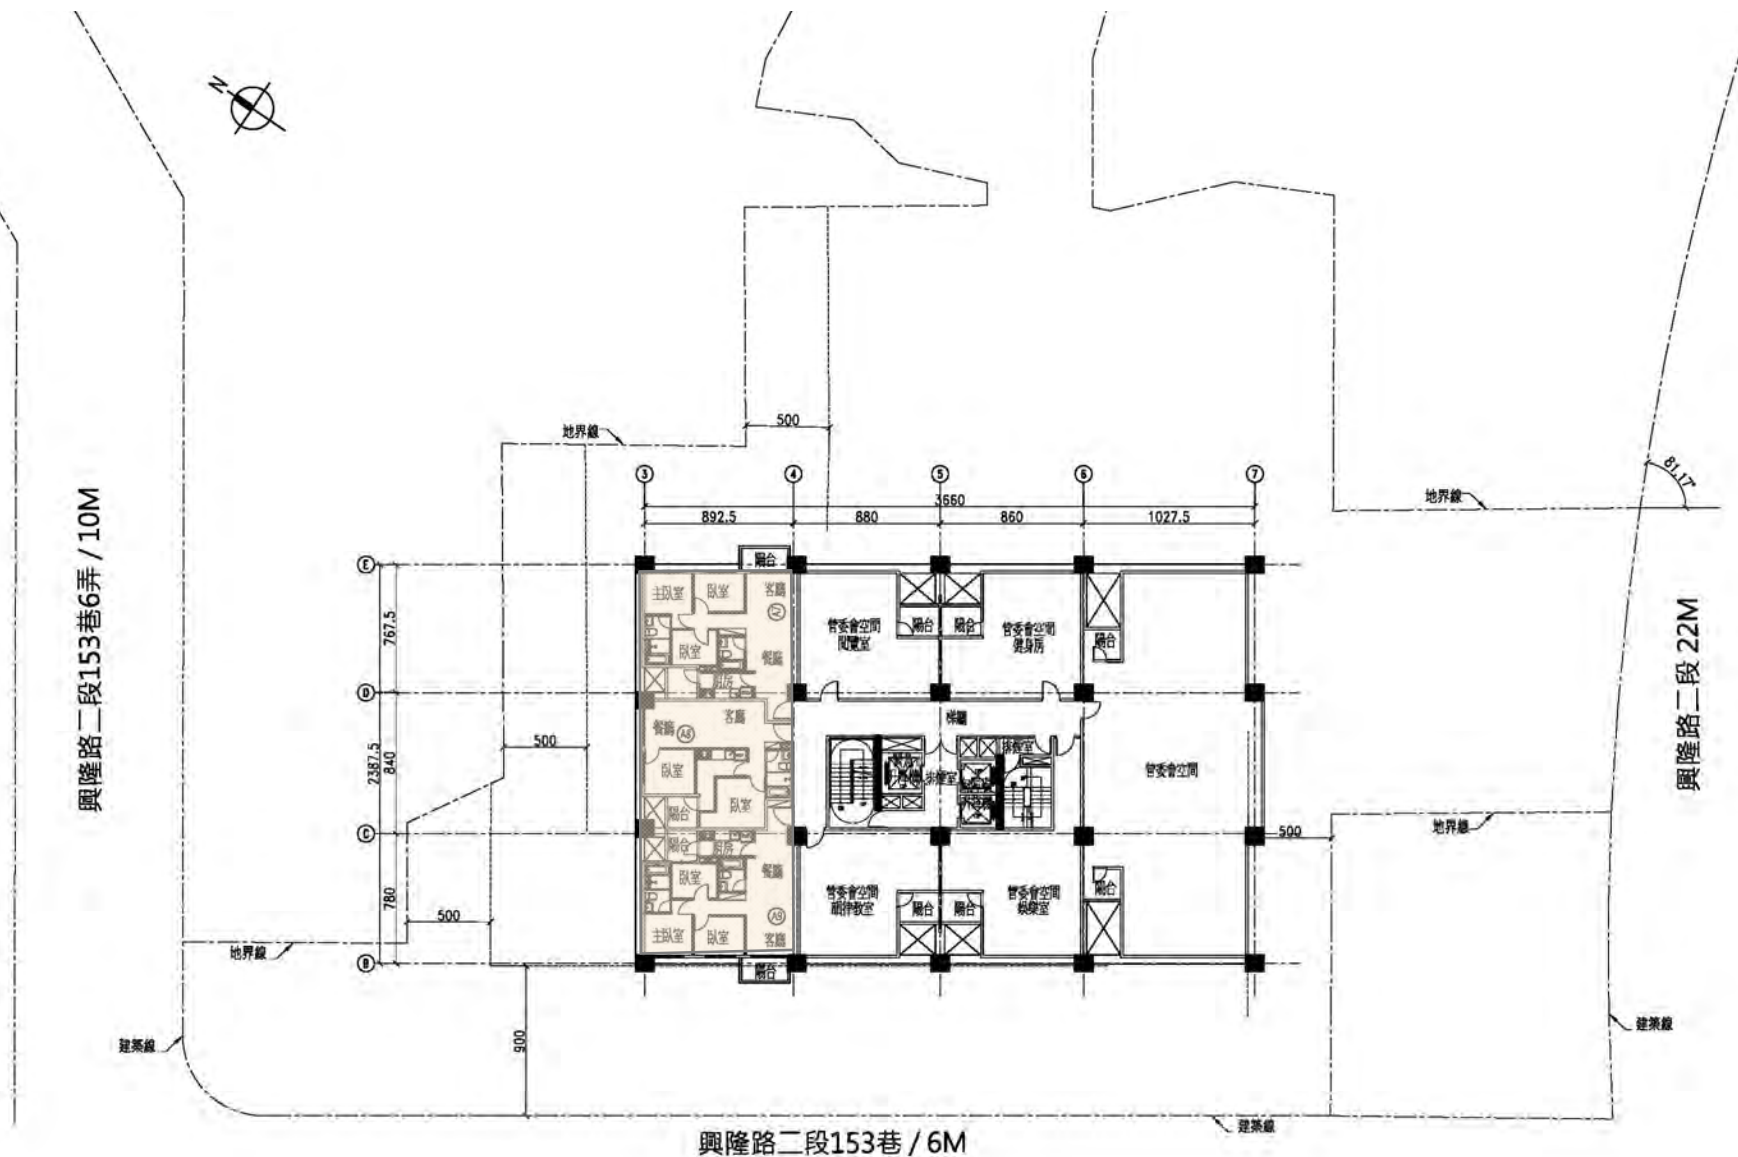 N
地界線
500
3
4
5
6
7
3660
892.5
880
860
1027.5
地界線
81.17°
興隆路二段153巷6弄 / 10M
興隆路二段 22M
E
D
C
B
767.5
2387.5
840
780
陽台
主臥室
臥室
客廳
A7
臥室
餐廳
廚房
管委會空間
閱覽室
陽台
陽台
管委會空間
健身房
陽台
餐廳
A8
客廳
梯廳
排煙室
臥室
臥室
陽台
排煙室
管委會空間
500
500
地界線
陽台
廚房
臥室
餐廳
主臥室
臥室
客廳
A9
陽台
管委會空間
韻律教室
陽台
陽台
管委會空間
娛樂室
陽台
500
地界線
900
建築線
建築線
建築線
興隆路二段153巷 / 6M